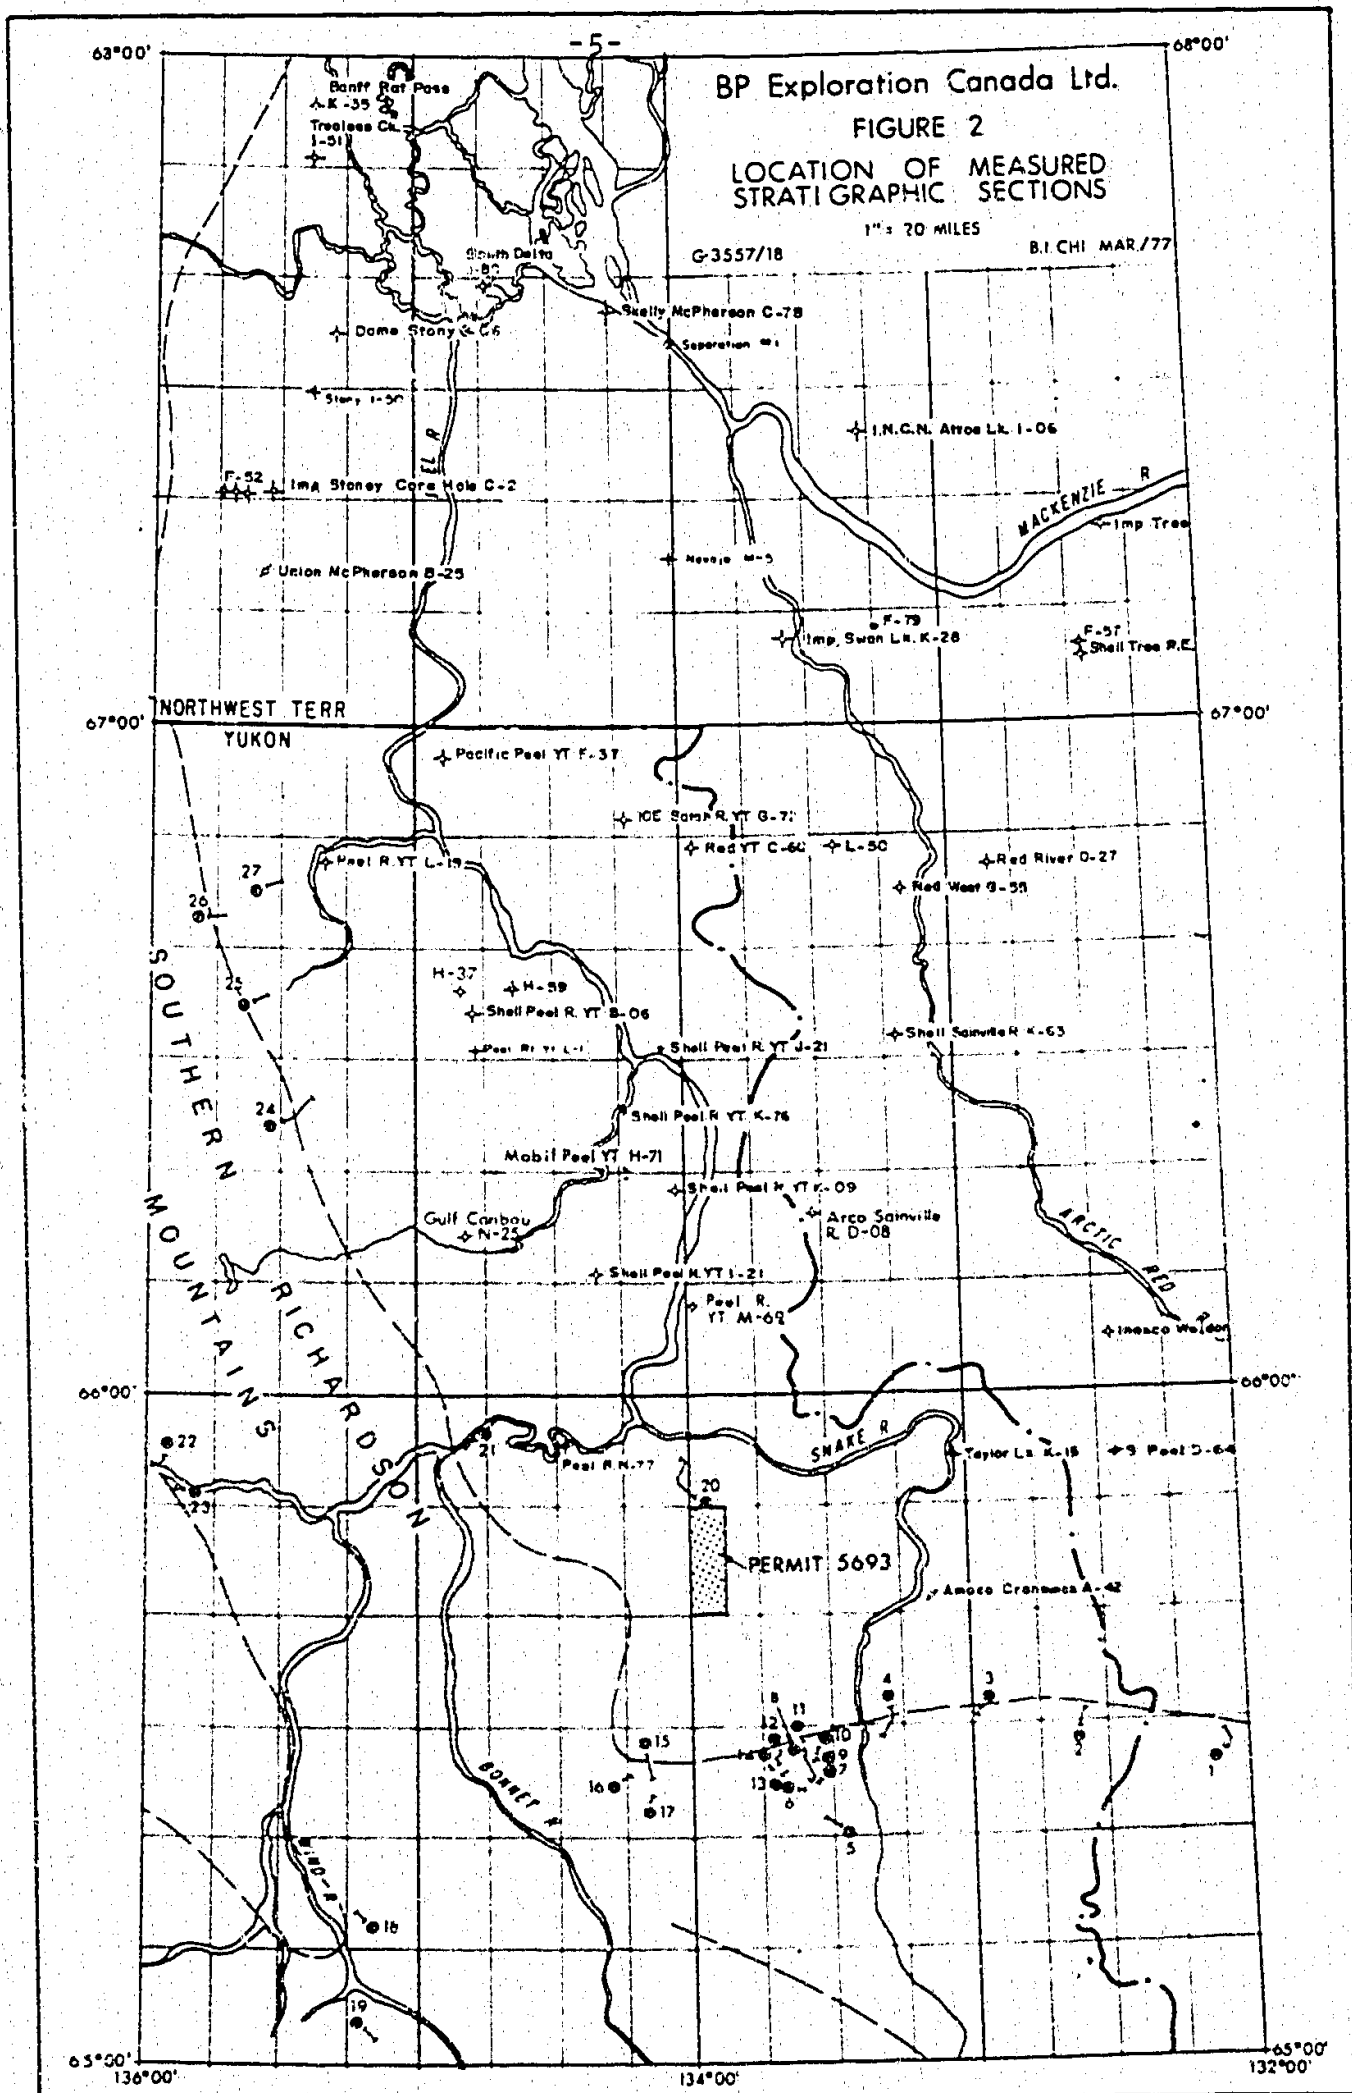 -5-
63°00'
68°00'
BP Exploration Canada Ltd.
FIGURE 2
LOCATION OF MEASURED
STRATIGRAPHIC SECTIONS
1" = 20 MILES
G-3557/18
B.I. CHI MAR./77
Banff Rat Pass
K-35
Treeless Ck.
I-51
South Delta
Skelly McPherson C-78
Dome Stony
Separation
Stony I-50
I.N.C.N. Attoe Lk. I-06
PEEL R
F-52
Imp Stoney Core Hole C-2
MACKENZIE R
Imp Tree
Navejo
Union McPherson B-25
F-79
Imp. Swan Lk. K-28
F-57
Shell Tree R.E.
NORTHWEST TERR
67°00'
67°00'
YUKON
Pacific Peel YT F-37
Red YT C-60
L-50
Red River D-27
Peel R. YT L-19
27
Red West G-55
26
H-37
H-59
25
Shell Peel R. YT B-06
Shell Sainville R K-63
Shell Peel R. YT J-21
24
Shell Peel R YT K-76
Mobil Peel YT H-71
Shell Peel R. YT K-09
Gulf Caribou
N-25
Arco Sainville
R. D-08
ARCTIC RED
Shell Peel R. YT I-21
Peel R.
YT M-69
Inexco Weldon
SOUTHERN
RICHARDSON
MOUNTAINS
66°00'
66°00'
22
21
SNAKE R
Peel R N-77
Taylor Lk. K-15
S Peel D-64
23
20
PERMIT 5693
Amoco Cranswick A-42
4
3
8
11
12
10
2
15
14
9
1
7
16
13
6
17
BONNET R
5
WIND R
18
19
65°00'
65°00'
136°00'
134°00'
132°00'